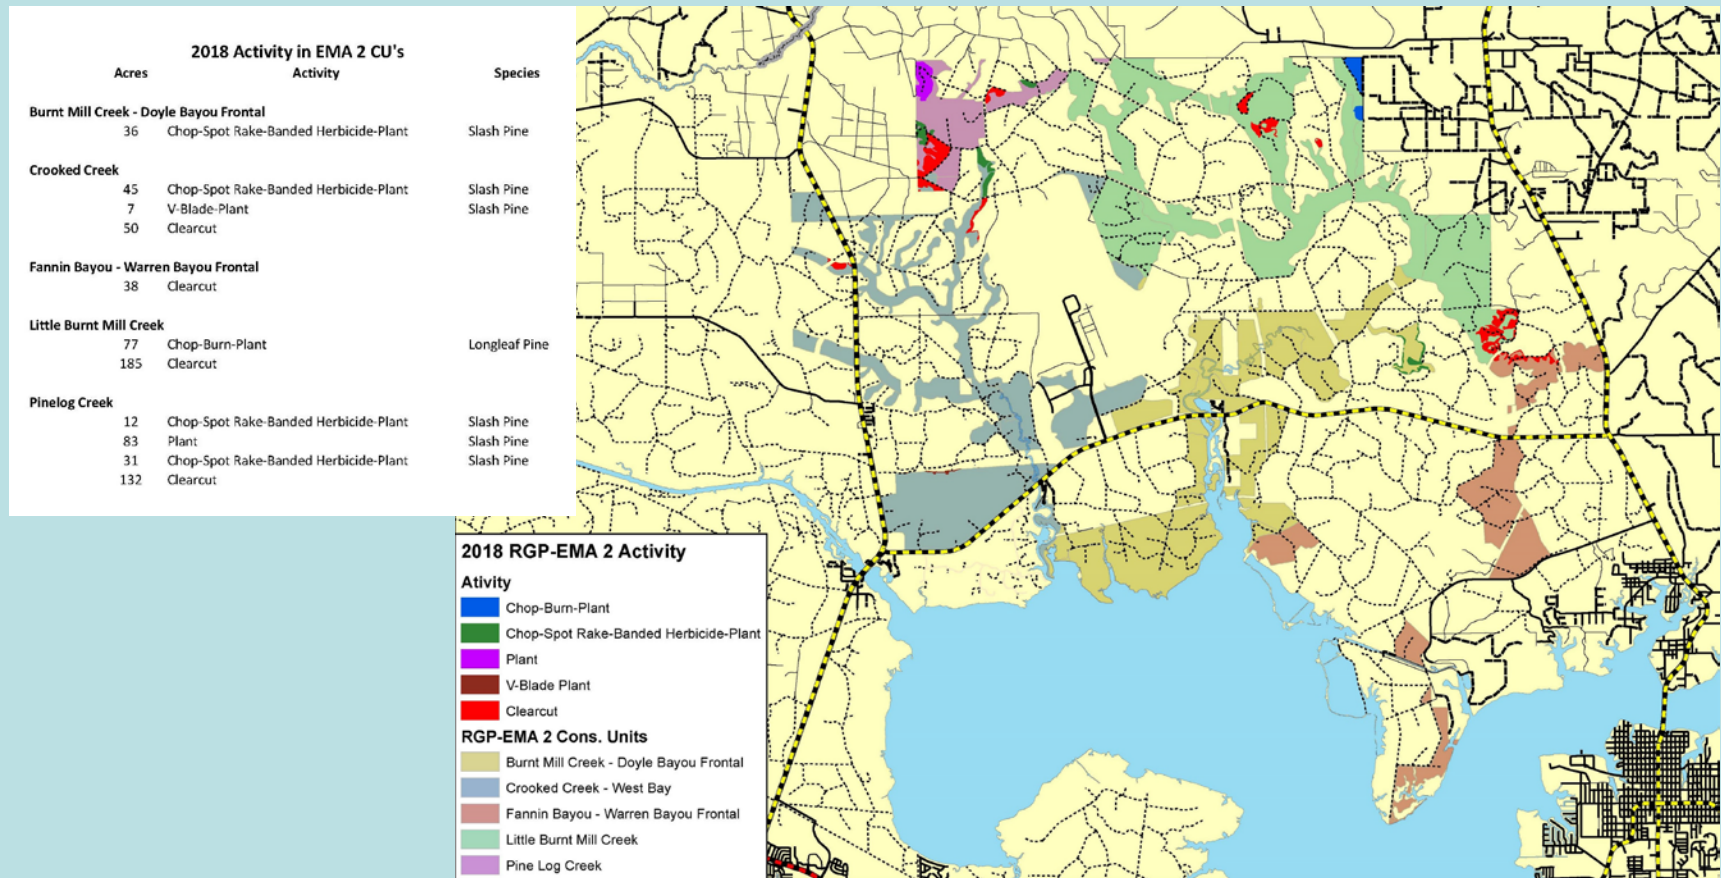 2018 Activity in EMA 2 CU's
Acres Activity Species
Burnt Mill Creek - Doyle Bayou Frontal
36 Chop-Spot Rake-Banded Herbicide-Plant Slash Pine
Crooked Creek
45 Chop-Spot Rake-Banded Herbicide-Plant Slash Pine
7 V-Blade-Plant Slash Pine
50 Clearcut
Fannin Bayou - Warren Bayou Frontal
38 Clearcut
Little Burnt Mill Creek
77 Chop-Burn-Plant Longleaf Pine
185 Clearcut
Pinelog Creek
12 Chop-Spot Rake-Banded Herbicide-Plant Slash Pine
83 Plant Slash Pine
31 Chop-Spot Rake-Banded Herbicide-Plant Slash Pine
132 Clearcut
2018 RGP-EMA 2 Activity
Ativity
Chop-Burn-Plant
Chop-Spot Rake-Banded Herbicide-Plant
Plant
V-Blade Plant
Clearcut
RGP-EMA 2 Cons. Units
Burnt Mill Creek - Doyle Bayou Frontal
Crooked Creek - West Bay
Fannin Bayou - Warren Bayou Frontal
Little Burnt Mill Creek
Pine Log Creek